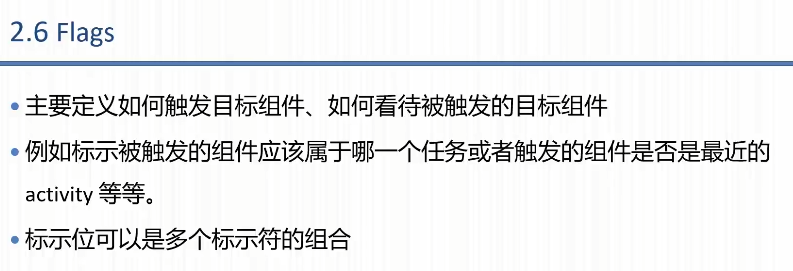 2.6 Flags
• 主要定义如何触发目标组件、如何看待被触发的目标组件
• 例如标示被触发的组件应该属于哪一个任务或者触发的组件是否是最近的
activity 等等。
• 标示位可以是多个标示符的组合